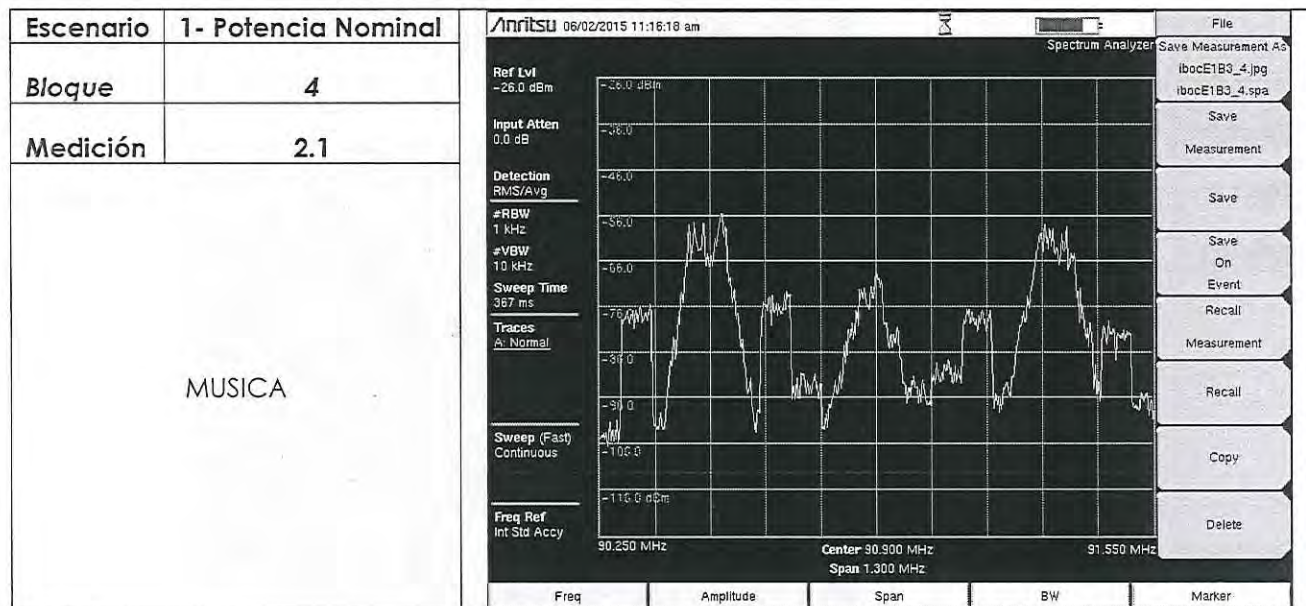 Escenario 1- Potencia Nominal
Bloque 4
Medición 2.1
MUSICA
Anritsu 06/02/2015 11:16:18 am
Spectrum Analyzer
Ref Lvl
-26.0 dBm
Input Atten
0.0 dB
Detection
RMS/Avg
#RBW
1 kHz
#VBW
10 kHz
Sweep Time
367 ms
Traces
A: Normal
Sweep (Fast)
Continuous
Freq Ref
Int Std Accy
-26.0 dBm
-36.0
-46.0
-56.0
-66.0
-76.0
-96.0
-106.0
-116.0 dBm
90.250 MHz
Center 90.900 MHz
91.550 MHz
Span 1.300 MHz
File
Save Measurement As
ibocE1B3_4.jpg
ibocE1B3_4.spa
Save
Measurement
Save
Save
On
Event
Recall
Measurement
Recall
Copy
Delete
Freq Amplitude Span BW Marker